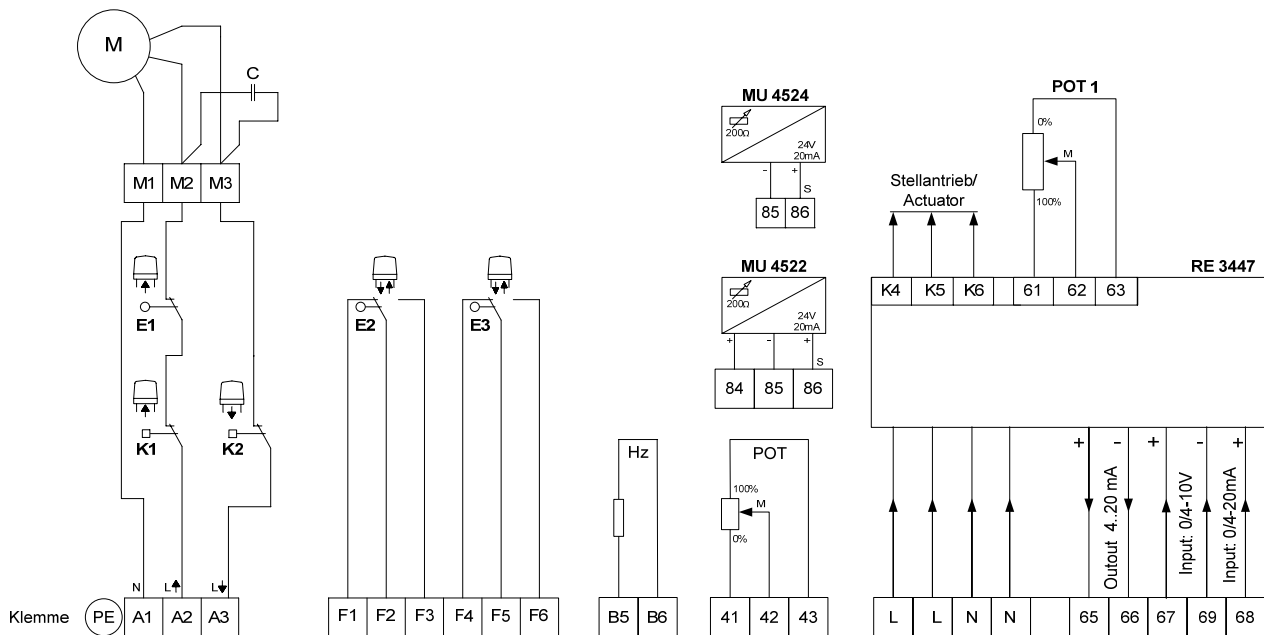 M
C
M1 M2 M3
E1
K1 K2
N L L
Klemme PE A1 A2 A3
E2 E3
F1 F2 F3 F4 F5 F6
Hz
B5 B6
MU 4524
200Ω
24V
20mA
- +
S
85 86
MU 4522
200Ω
24V
20mA
+ - +
S
84 85 86
POT
100%
M
0%
41 42 43
POT 1
0%
M
100%
Stellantrieb/
Actuator
RE 3447
K4 K5 K6 61 62 63
+ - + - +
Outout 4..20 mA
Input: 0/4-10V
Input: 0/4-20mA
L L N N 65 66 67 69 68